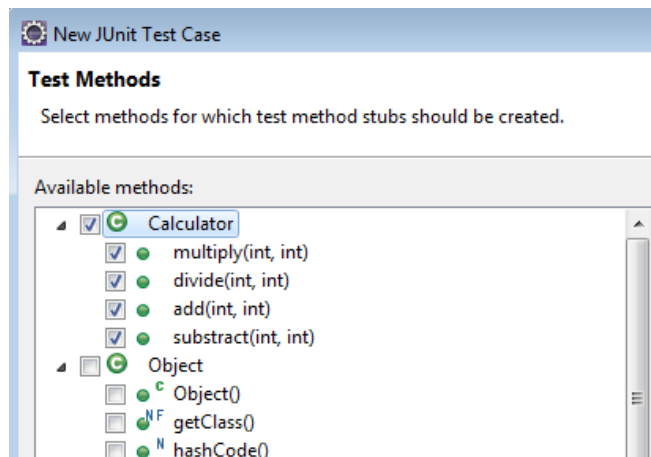 New JUnit Test Case
Test Methods
Select methods for which test method stubs should be created.
Available methods:
C Calculator
multiply(int, int)
divide(int, int)
add(int, int)
substract(int, int)
C Object
C Object()
N F getClass()
N hashCode()